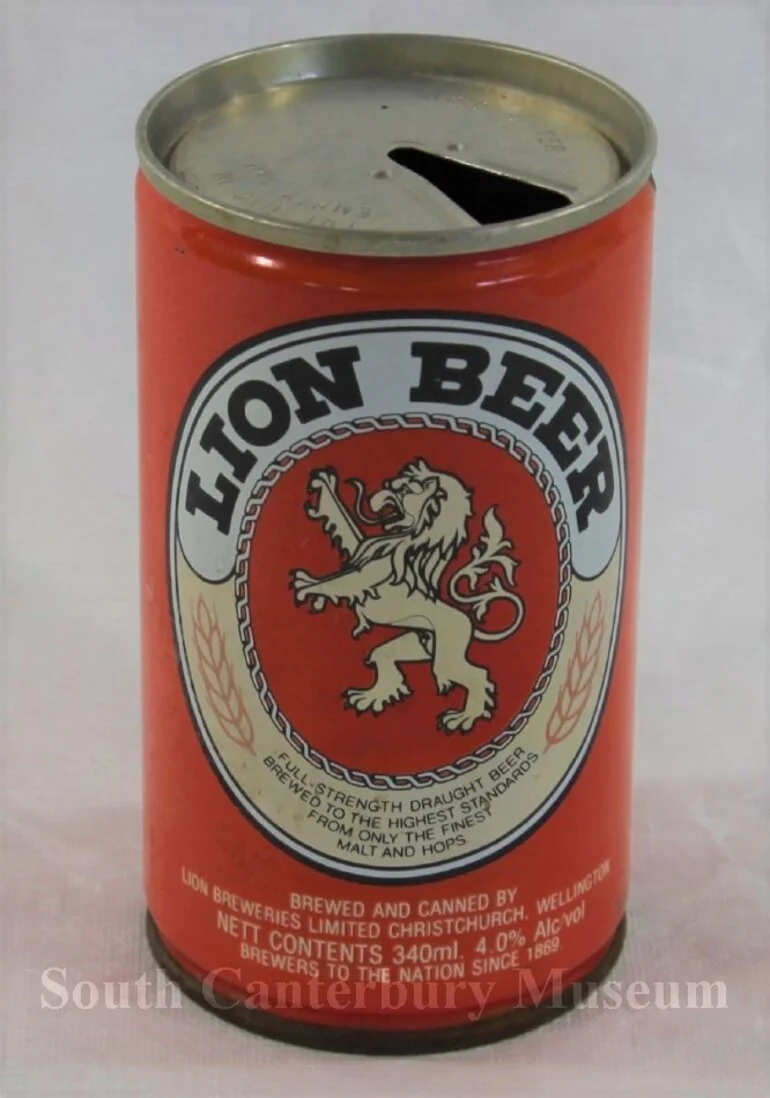 LION BEER
FULL-STRENGTH DRAUGHT BEER
BREWED TO THE HIGHEST STANDARDS
FROM ONLY THE FINEST
MALT AND HOPS
BREWED AND CANNED BY
LION BREWERIES LIMITED CHRISTCHURCH, WELLINGTON
NETT CONTENTS 340ml. 4.0% Alc/vol
BREWERS TO THE NATION SINCE 1869.
South Canterbury Museum